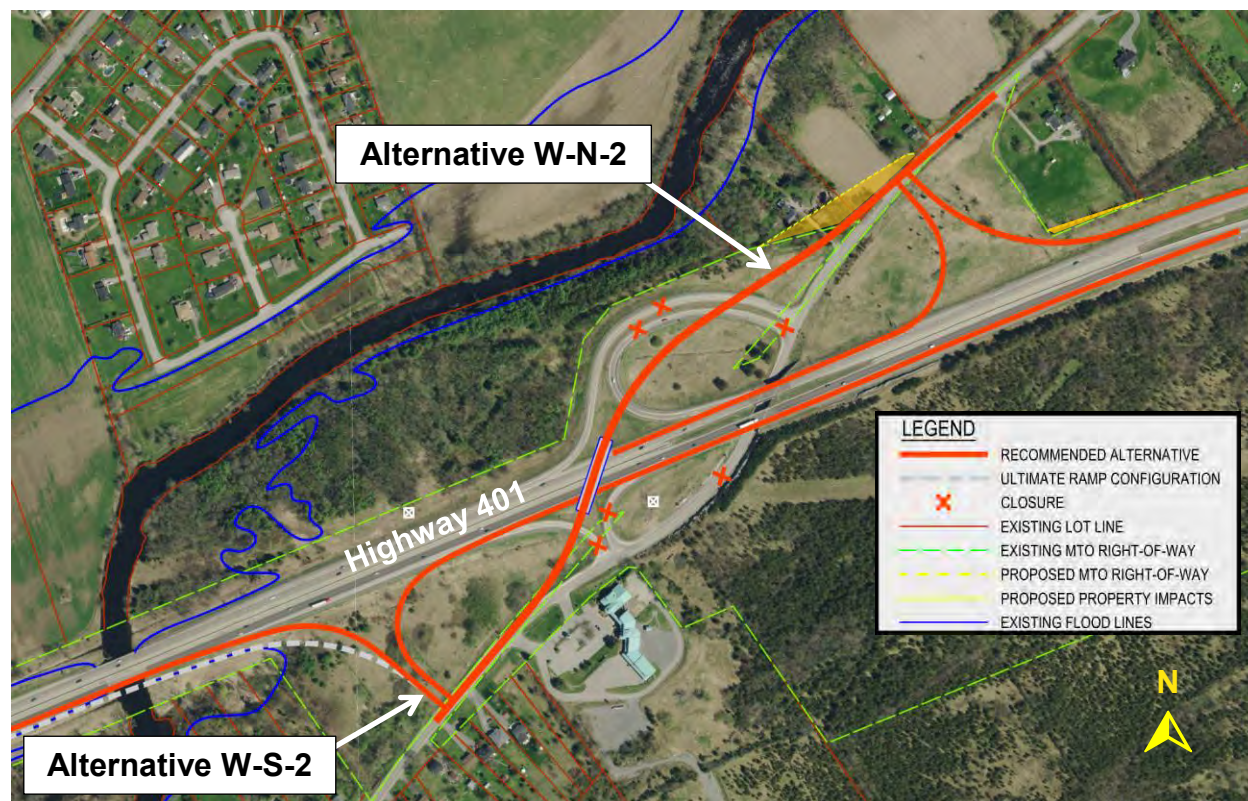 Alternative W-N-2
Highway 401
LEGEND
RECOMMENDED ALTERNATIVE
ULTIMATE RAMP CONFIGURATION
CLOSURE
EXISTING LOT LINE
EXISTING MTO RIGHT-OF-WAY
PROPOSED MTO RIGHT-OF-WAY
PROPOSED PROPERTY IMPACTS
EXISTING FLOOD LINES
N
Alternative W-S-2